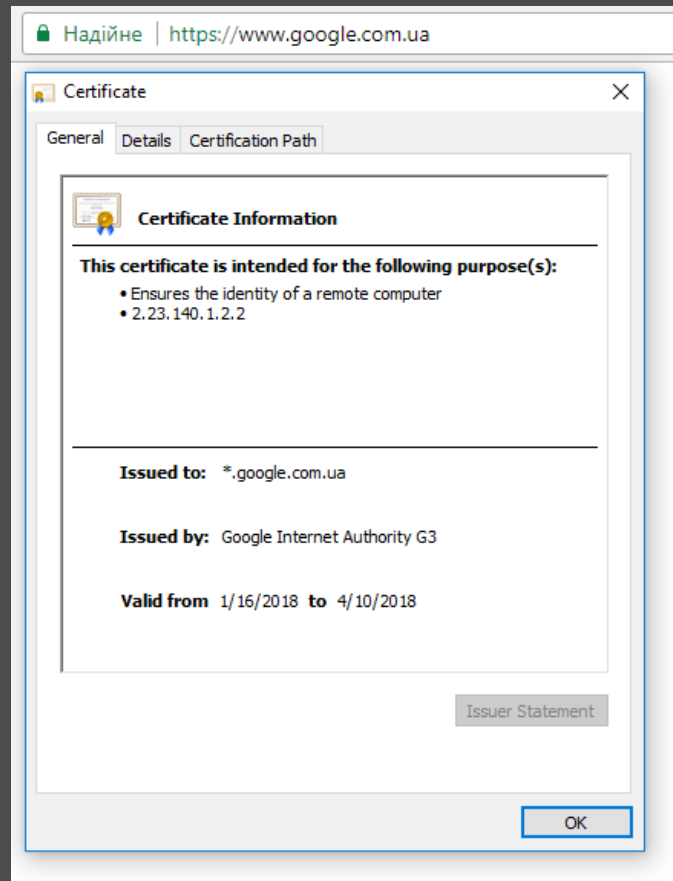 Надійне | https://www.google.com.ua
Certificate
General Details Certification Path
Certificate Information
This certificate is intended for the following purpose(s):
• Ensures the identity of a remote computer
• 2.23.140.1.2.2
Issued to: *.google.com.ua
Issued by: Google Internet Authority G3
Valid from 1/16/2018 to 4/10/2018
Issuer Statement
OK